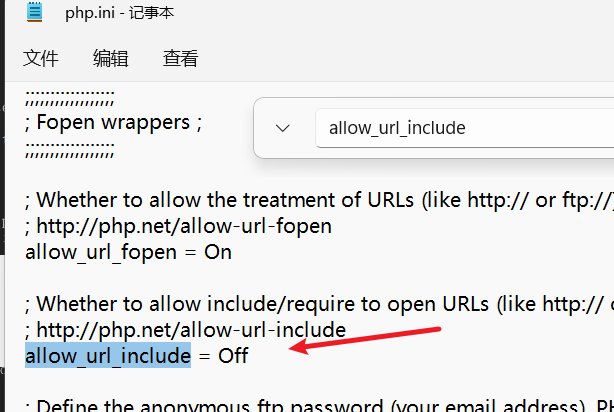 php.ini - 记事本
文件 编辑 查看
;;;;;;;;;;;;;;;;;;
; Fopen wrappers ;
;;;;;;;;;;;;;;;;;;
allow_url_include
; Whether to allow the treatment of URLs (like http:// or ftp://)
; http://php.net/allow-url-fopen
allow_url_fopen = On
; Whether to allow include/require to open URLs (like http://
; http://php.net/allow-url-include
allow_url_include = Off
; Define the anonymous ftp password (your email address).